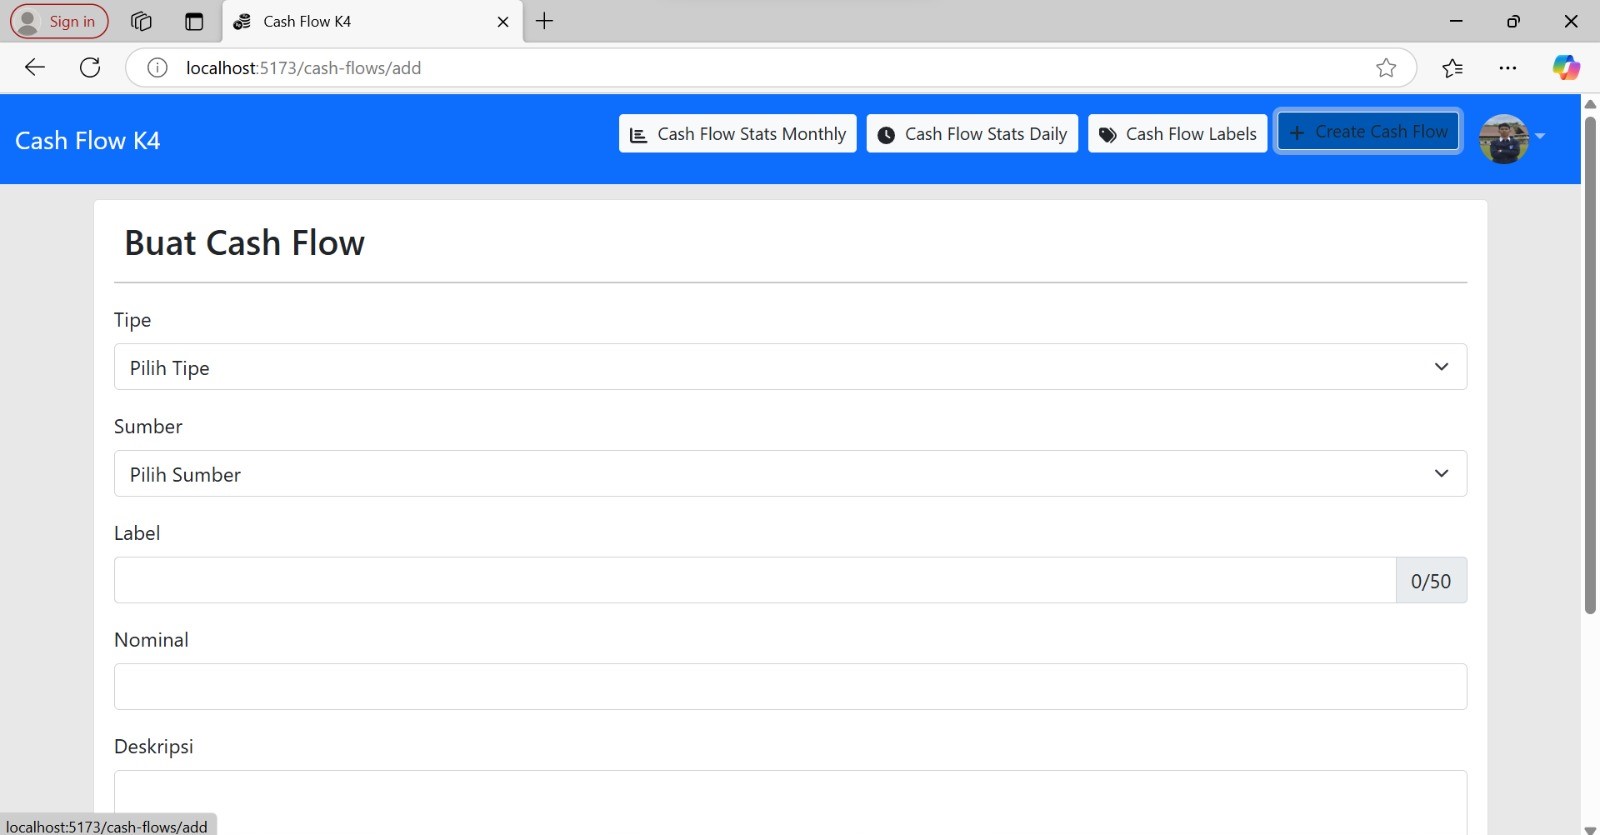 Sign in
Cash Flow K4
localhost:5173/cash-flows/add
Cash Flow K4
Cash Flow Stats Monthly
Cash Flow Stats Daily
Cash Flow Labels
+ Create Cash Flow
Buat Cash Flow
Tipe
Pilih Tipe
Sumber
Pilih Sumber
Label
0/50
Nominal
Deskripsi
localhost:5173/cash-flows/add